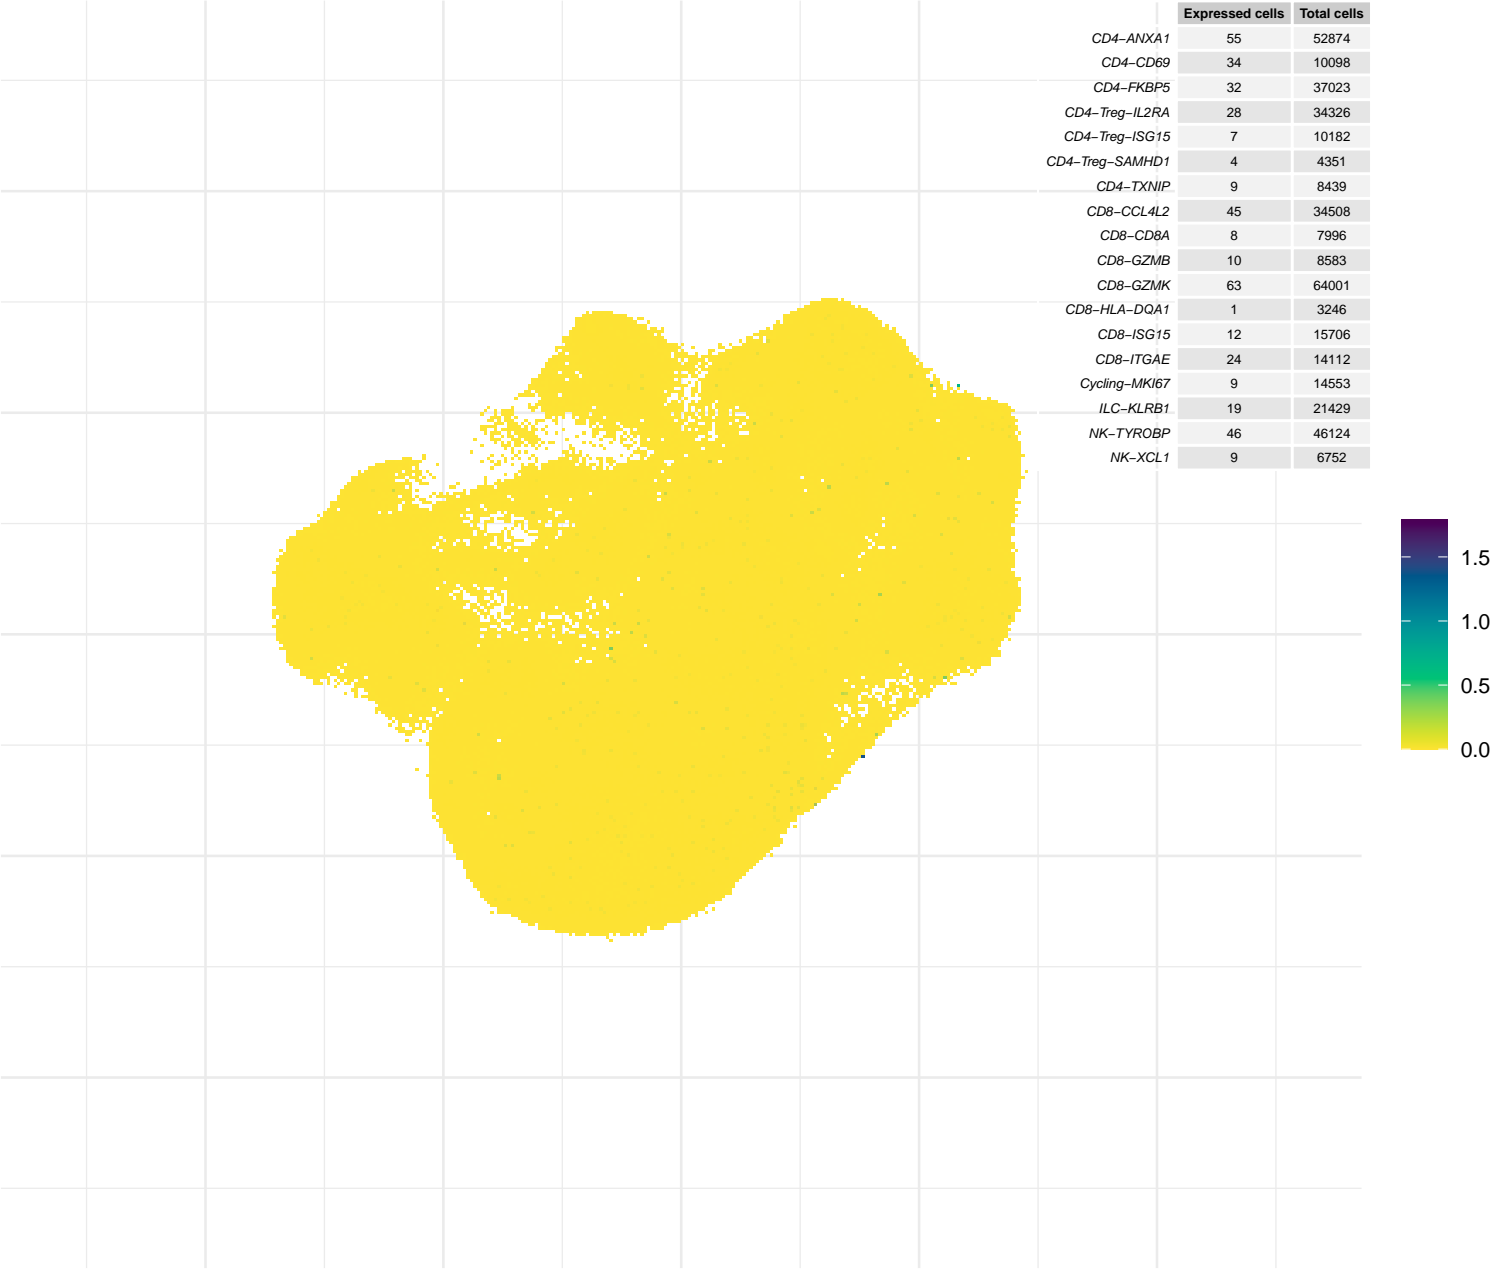 Expressed cells Total cells
CD4−ANXA1 55 52874
CD4−CD69 34 10098
CD4−FKBP5 32 37023
CD4−Treg−IL2RA 28 34326
CD4−Treg−ISG15 7 10182
CD4−Treg−SAMHD1 4 4351
CD4−TXNIP 9 8439
CD8−CCL4L2 45 34508
CD8−CD8A 8 7996
CD8−GZMB 10 8583
CD8−GZMK 63 64001
CD8−HLA−DQA1 1 3246
CD8−ISG15 12 15706
CD8−ITGAE 24 14112
Cycling−MKI67 9 14553
ILC−KLRB1 19 21429
NK−TYROBP 46 46124
NK−XCL1 9 6752
1.5
1.0
0.5
0.0